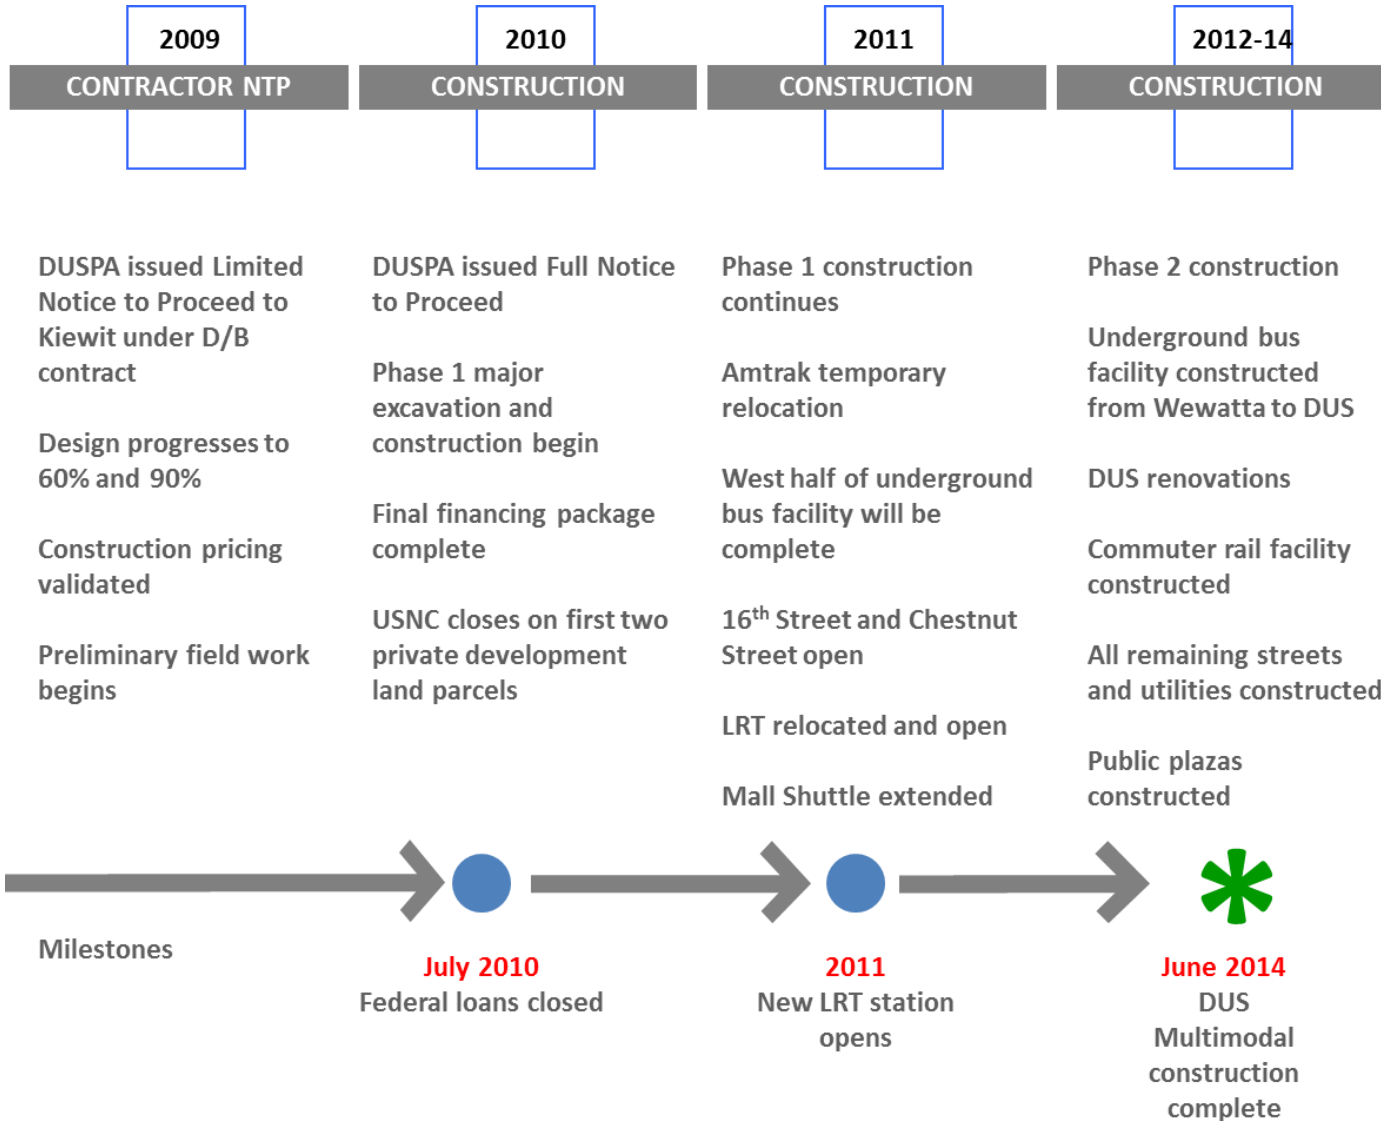 2009
CONTRACTOR NTP
DUSPA issued Limited
Notice to Proceed to
Kiewit under D/B
contract
Design progresses to
60% and 90%
Construction pricing
validated
Preliminary field work
begins
2010
CONSTRUCTION
DUSPA issued Full Notice
to Proceed
Phase 1 major
excavation and
construction begin
Final financing package
complete
USNC closes on first two
private development
land parcels
2011
CONSTRUCTION
Phase 1 construction
continues
Amtrak temporary
relocation
West half of underground
bus facility will be
complete
16th Street and Chestnut
Street open
LRT relocated and open
Mall Shuttle extended
2012-14
CONSTRUCTION
Phase 2 construction
Underground bus
facility constructed
from Wewatta to DUS
DUS renovations
Commuter rail facility
constructed
All remaining streets
and utilities constructed
Public plazas
constructed
Milestones
July 2010
Federal loans closed
2011
New LRT station
opens
June 2014
DUS
Multimodal
construction
complete